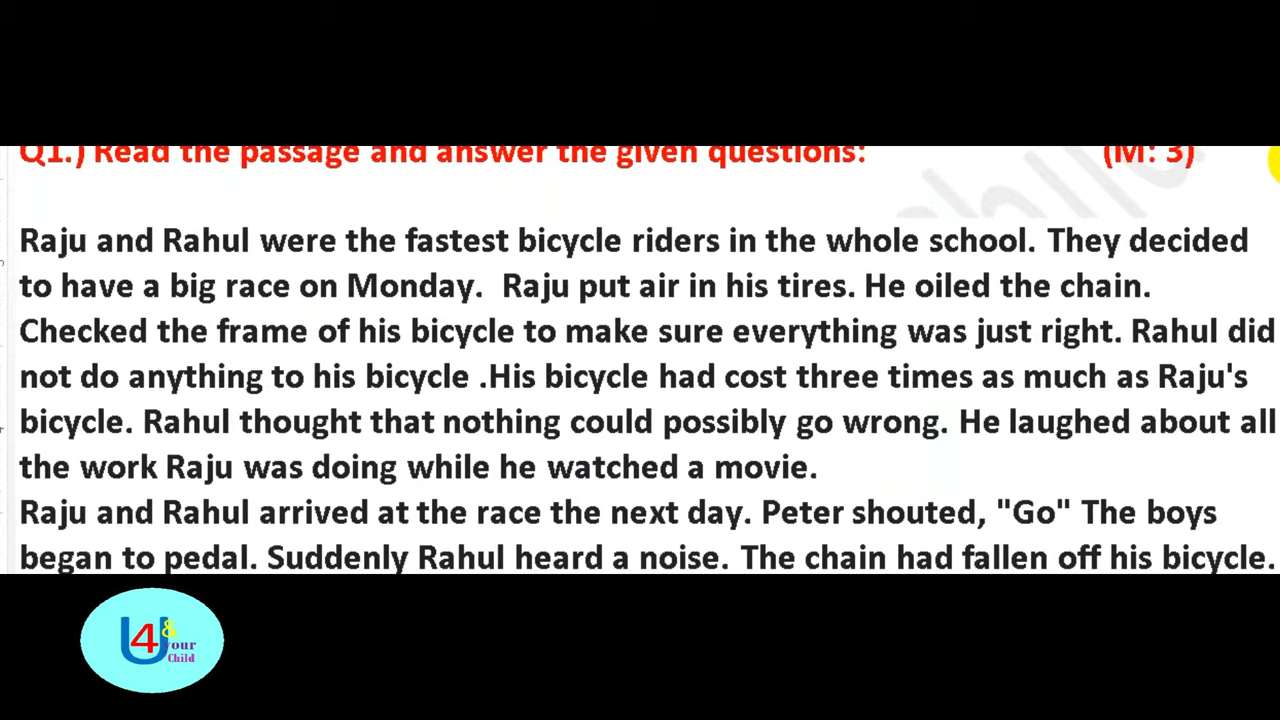 Q1.) Read the passage and answer the given questions: (M: 3)
Raju and Rahul were the fastest bicycle riders in the whole school. They decided
to have a big race on Monday.  Raju put air in his tires. He oiled the chain.
Checked the frame of his bicycle to make sure everything was just right. Rahul did
not do anything to his bicycle .His bicycle had cost three times as much as Raju's
bicycle. Rahul thought that nothing could possibly go wrong. He laughed about all
the work Raju was doing while he watched a movie.
Raju and Rahul arrived at the race the next day. Peter shouted, "Go" The boys
began to pedal. Suddenly Rahul heard a noise. The chain had fallen off his bicycle.
U4&
your
Child